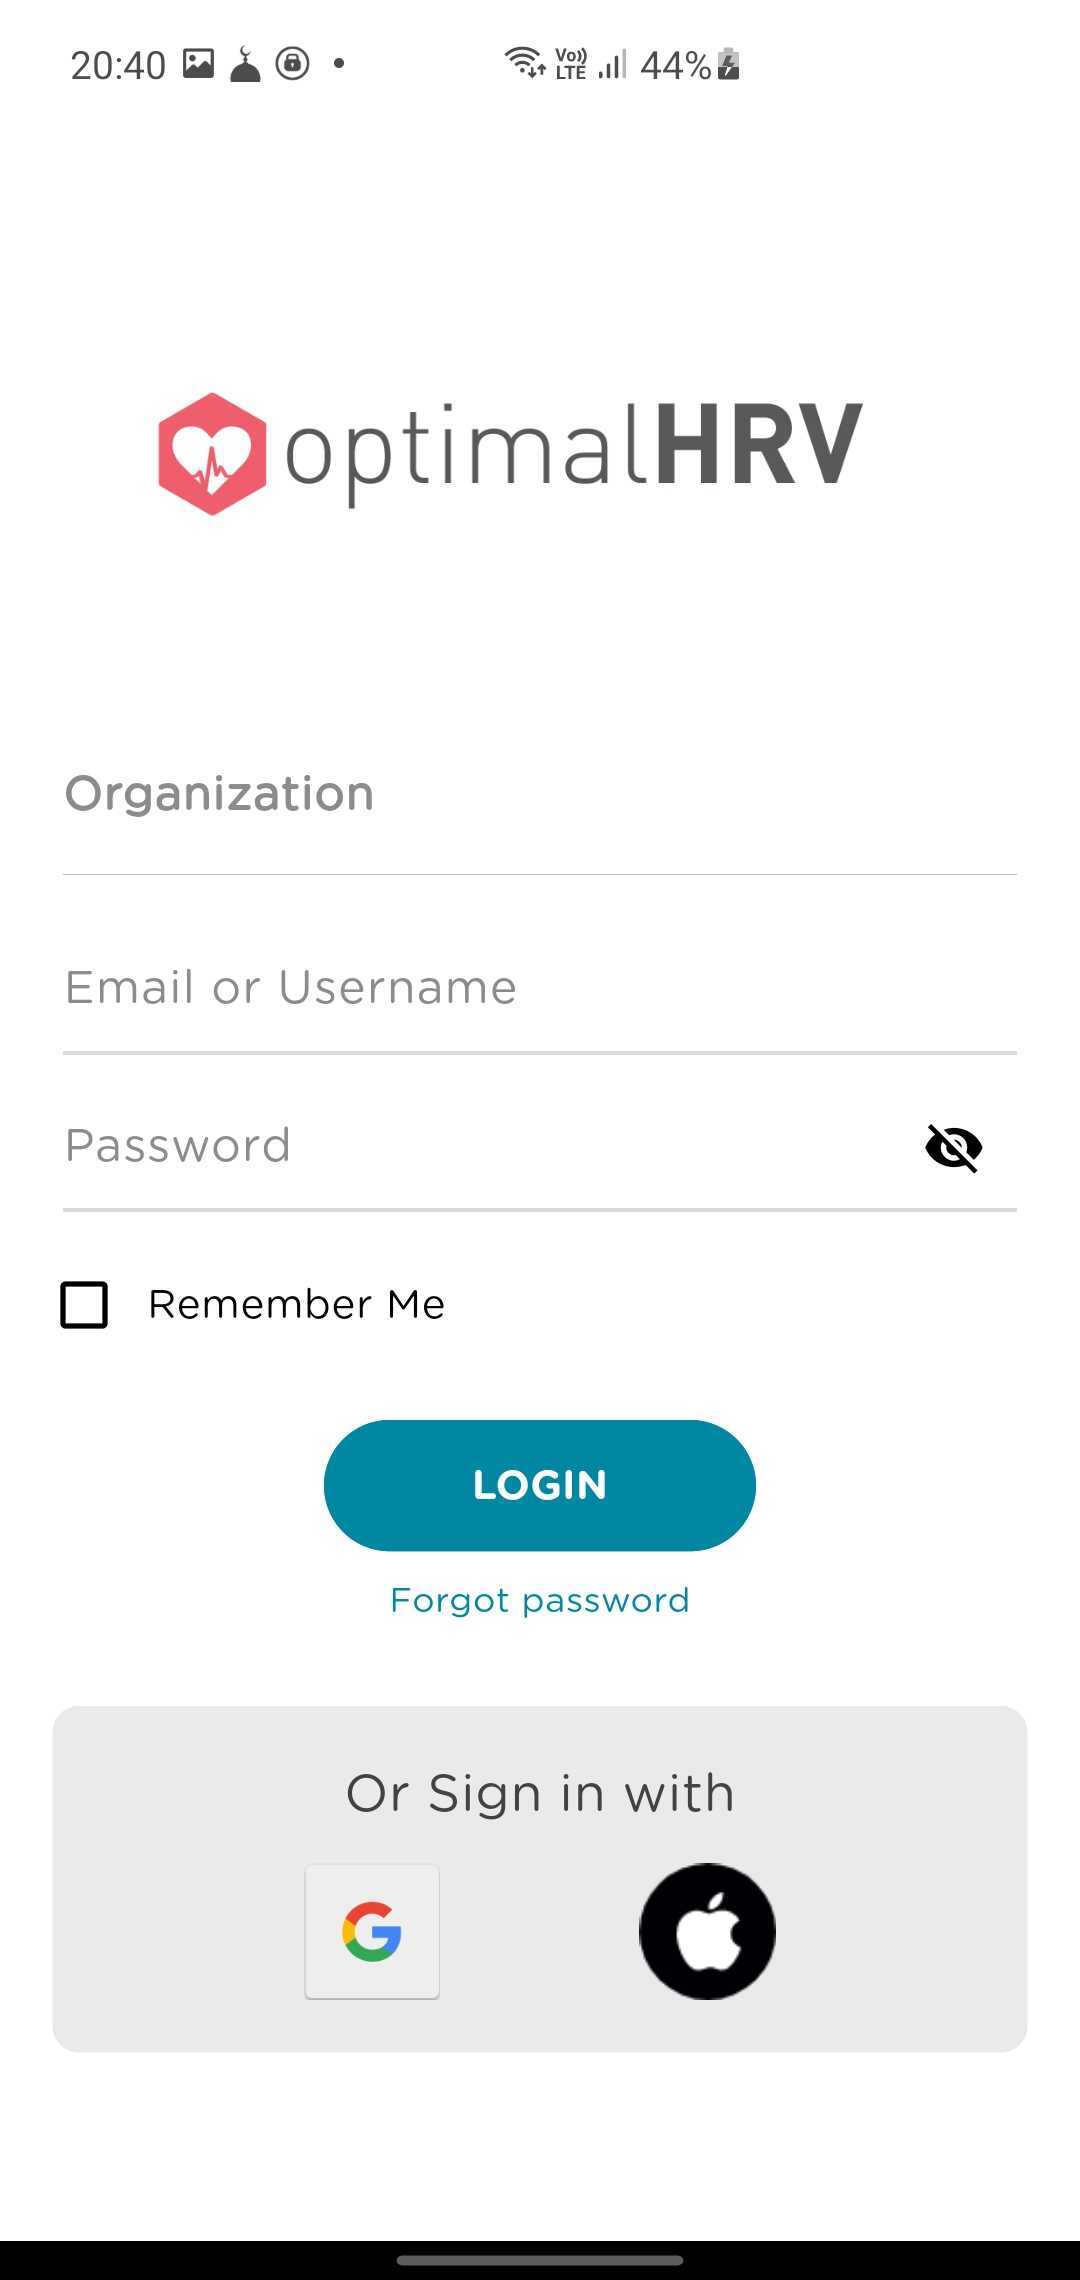 20:40 Vo)) LTE 44%
optimalHRV
Organization
Email or Username
Password
Remember Me
LOGIN
Forgot password
Or Sign in with